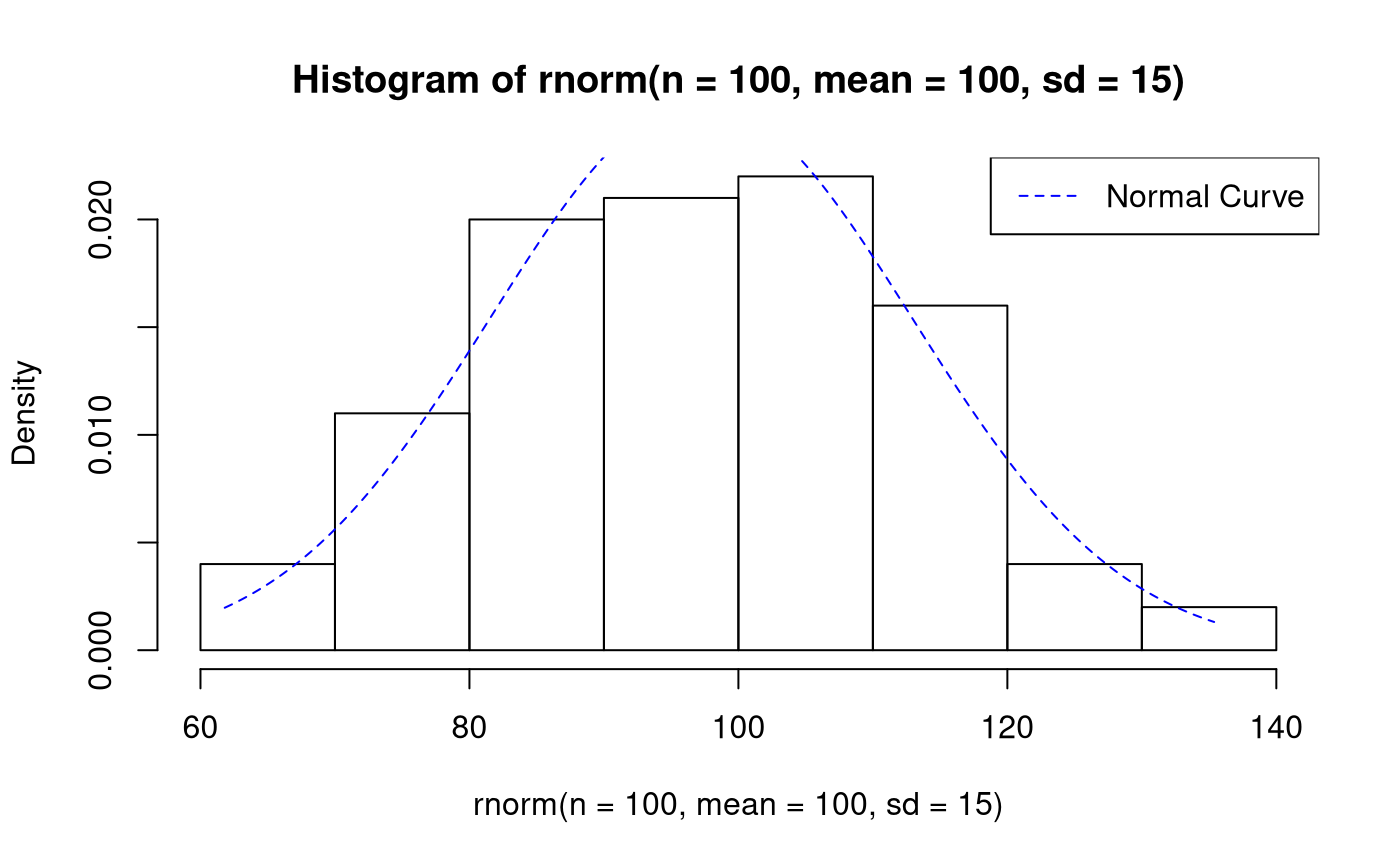 Histogram of rnorm(n = 100, mean = 100, sd = 15)
Normal Curve
Density
0.020
0.010
0.000
60 80 100 120 140
rnorm(n = 100, mean = 100, sd = 15)